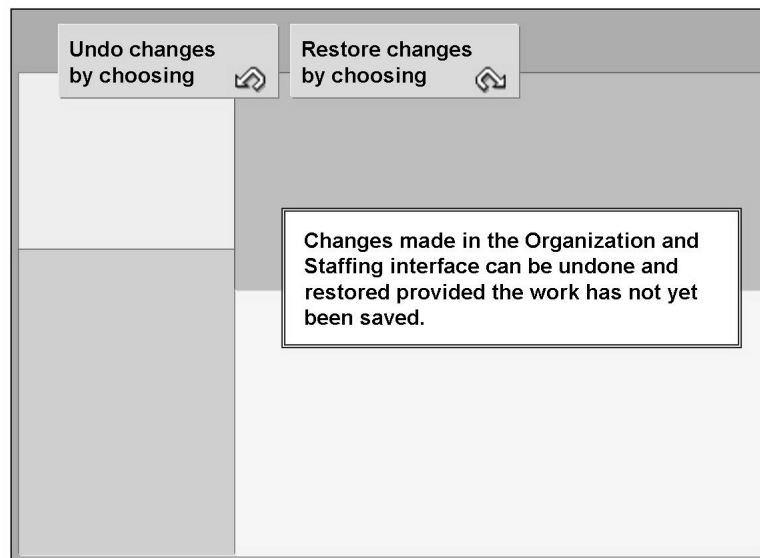 Undo changes
by choosing
Restore changes
by choosing
Changes made in the Organization and
Staffing interface can be undone and
restored provided the work has not yet
been saved.